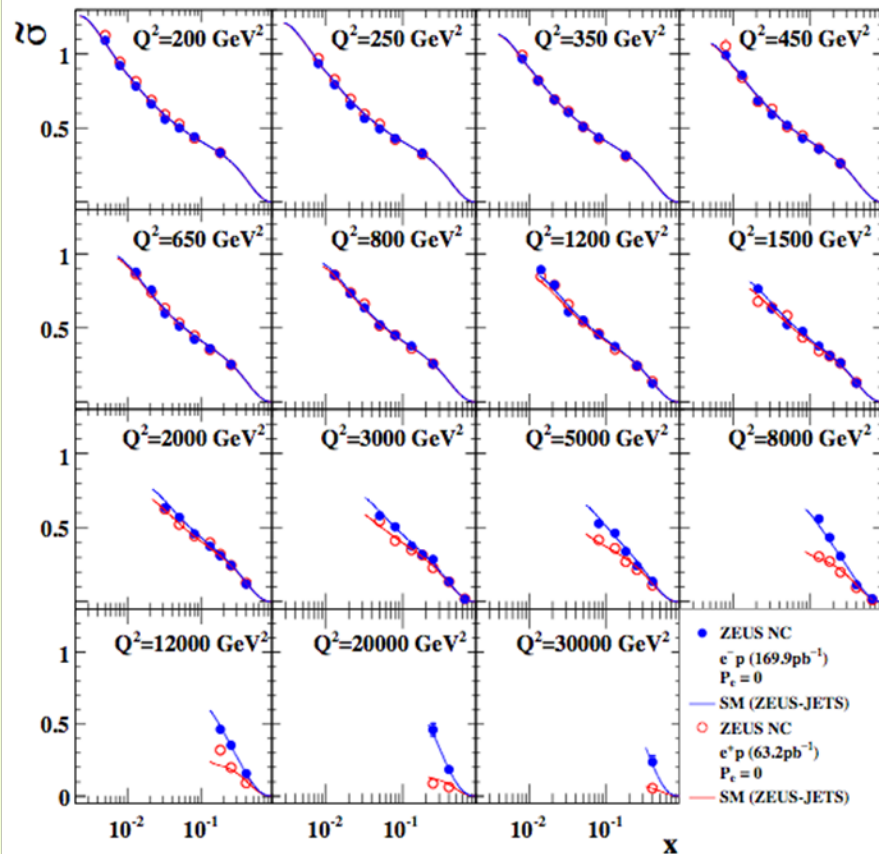 σ̃
Q²=200 GeV² Q²=250 GeV² Q²=350 GeV² Q²=450 GeV²
1
0.5
Q²=650 GeV² Q²=800 GeV² Q²=1200 GeV² Q²=1500 GeV²
1
0.5
0
Q²=2000 GeV² Q²=3000 GeV² Q²=5000 GeV² Q²=8000 GeV²
1
0.5
Q²=12000 GeV² Q²=20000 GeV² Q²=30000 GeV²
1
0.5
0
10⁻² 10⁻¹ 10⁻² 10⁻¹ 10⁻² 10⁻¹ x
ZEUS NC
e⁻p (169.9pb⁻¹)
Pₑ = 0
SM (ZEUS-JETS)
ZEUS NC
e⁺p (63.2pb⁻¹)
Pₑ = 0
SM (ZEUS-JETS)